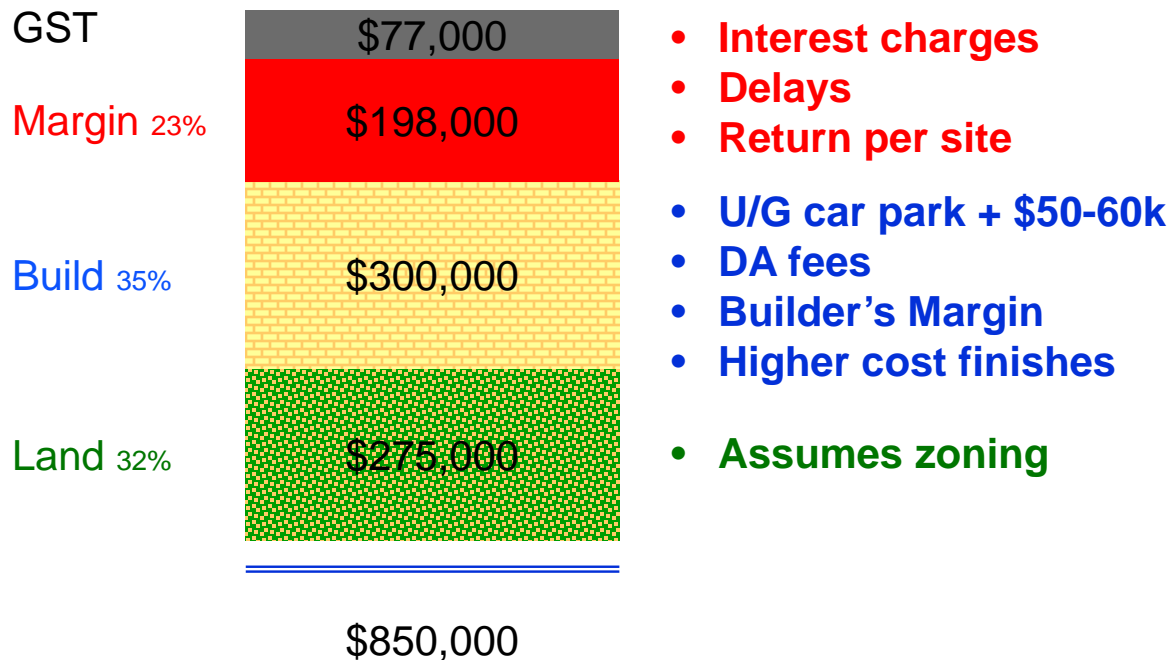 GST $77,000
Margin 23% $198,000
Build 35% $300,000
Land 32% $275,000
$850,000
• Interest charges
• Delays
• Return per site
• U/G car park + $50-60k
• DA fees
• Builder’s Margin
• Higher cost finishes
• Assumes zoning